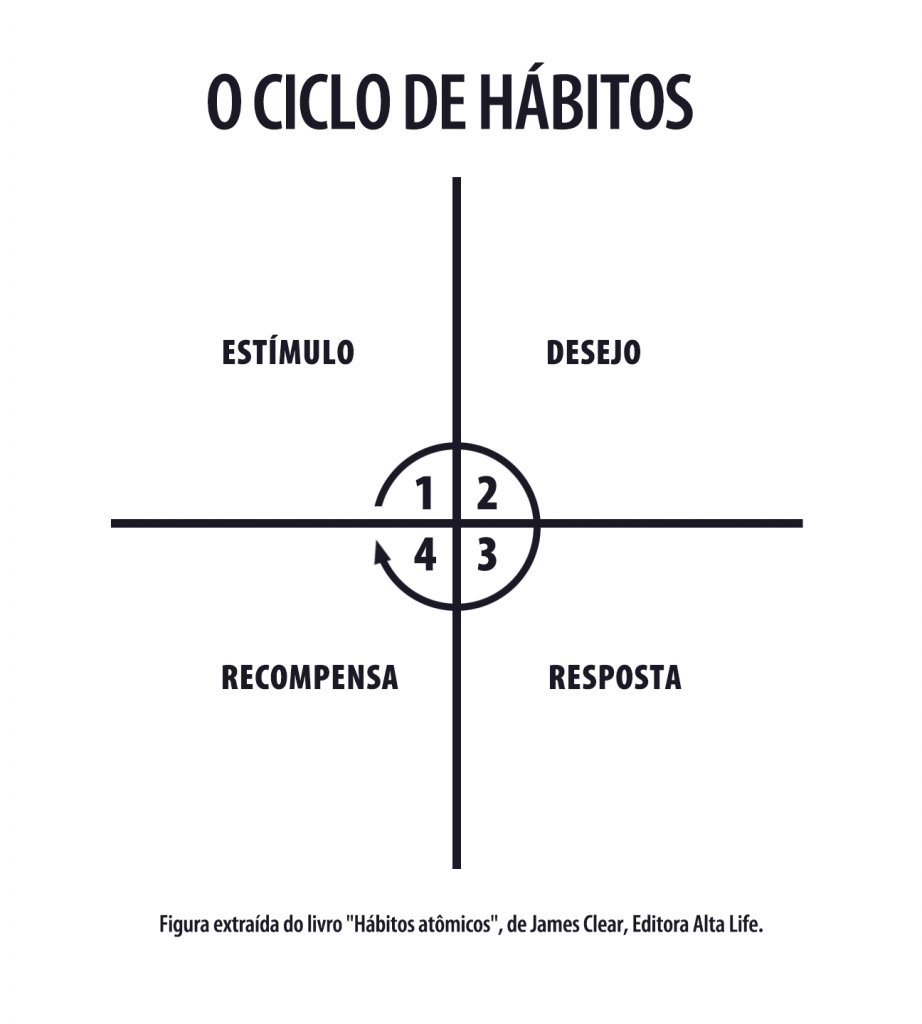 O CICLO DE HÁBITOS
ESTÍMULO
DESEJO
1 2
4 3
RECOMPENSA
RESPOSTA
Figura extraída do livro "Hábitos atômicos", de James Clear, Editora Alta Life.